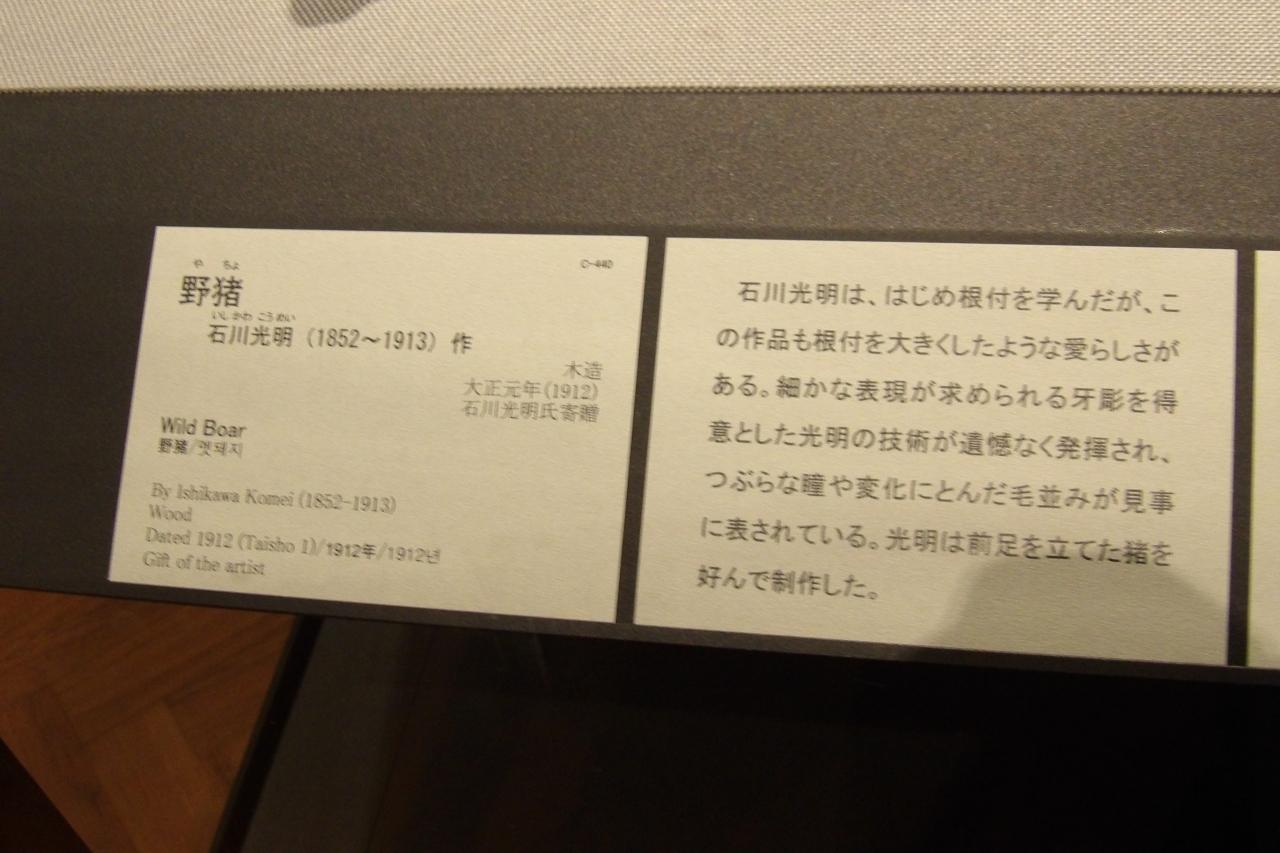 C-440
や ちょ
野猪
いしかわ こうめい
石川光明（1852～1913）作
木造
大正元年(1912)
石川光明氏寄贈
Wild Boar
野猪/멧돼지
By Ishikawa Komei (1852-1913)
Wood
Dated 1912 (Taisho 1)/1912年/1912년
Gift of the artist
石川光明は、はじめ根付を学んだが、こ
の作品も根付を大きくしたような愛らしさが
ある。細かな表現が求められる牙彫を得
意とした光明の技術が遺憾なく発揮され、
つぶらな瞳や変化にとんだ毛並みが見事
に表されている。光明は前足を立てた猪を
好んで制作した。